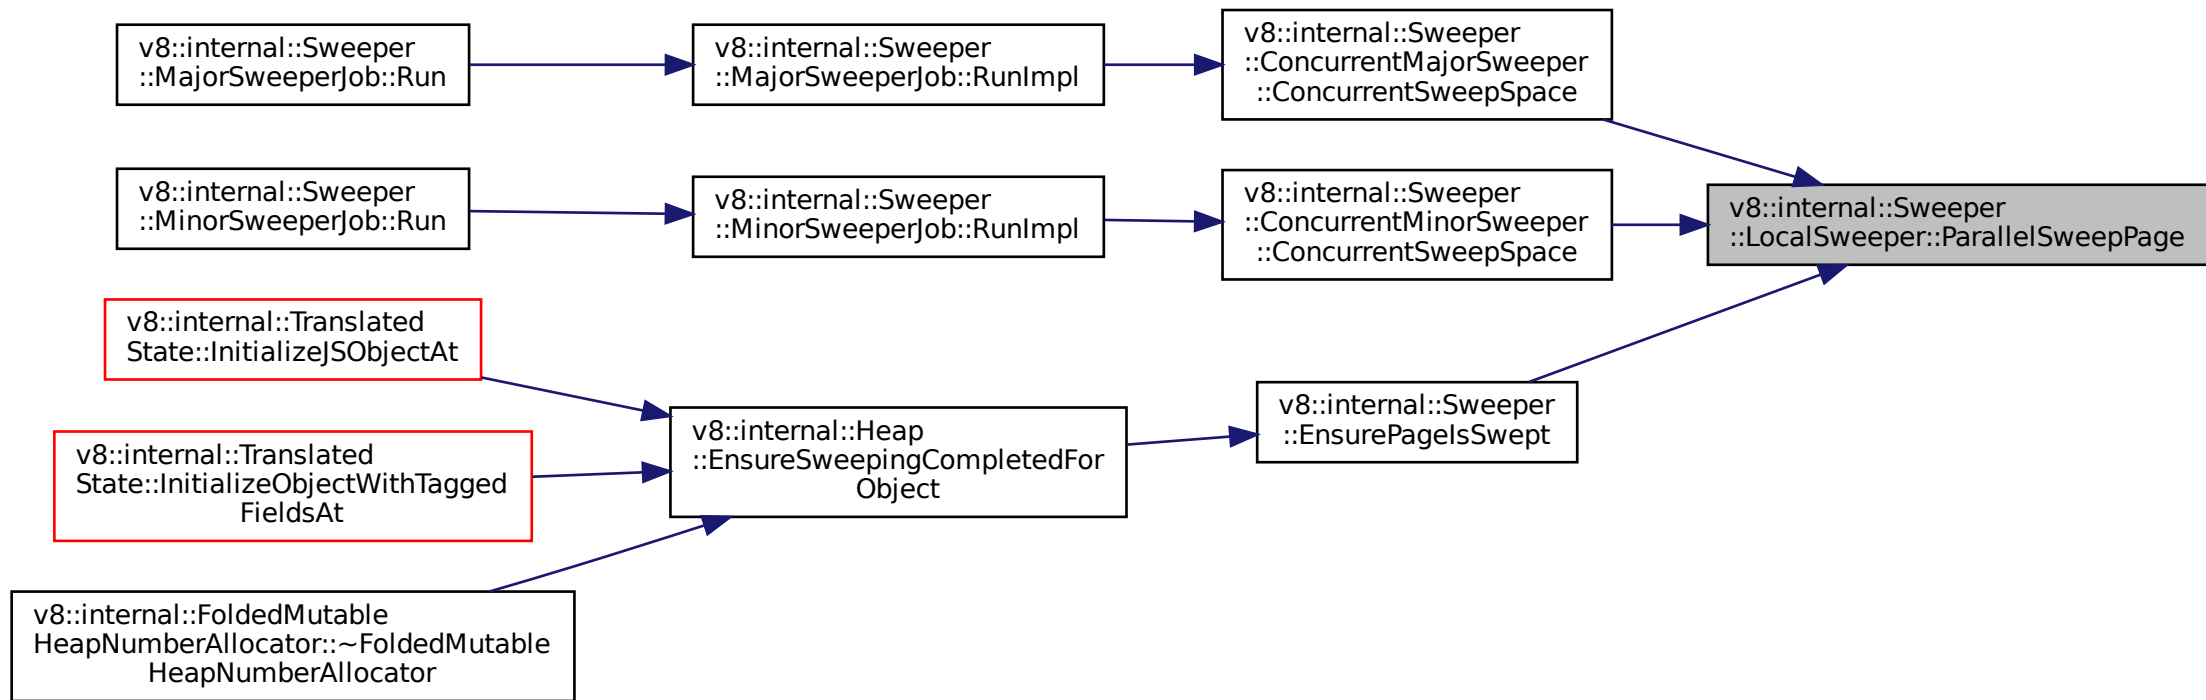 v8::internal::Sweeper
::MajorSweeperJob::Run
v8::internal::Sweeper
::MajorSweeperJob::RunImpl
v8::internal::Sweeper
::ConcurrentMajorSweeper
::ConcurrentSweepSpace
v8::internal::Sweeper
::MinorSweeperJob::Run
v8::internal::Sweeper
::MinorSweeperJob::RunImpl
v8::internal::Sweeper
::ConcurrentMinorSweeper
::ConcurrentSweepSpace
v8::internal::Sweeper
::LocalSweeper::ParallelSweepPage
v8::internal::Translated
State::InitializeJSObjectAt
v8::internal::Translated
State::InitializeObjectWithTagged
FieldsAt
v8::internal::Heap
::EnsureSweepingCompletedFor
Object
v8::internal::Sweeper
::EnsurePageIsSwept
v8::internal::FoldedMutable
HeapNumberAllocator::~FoldedMutable
HeapNumberAllocator